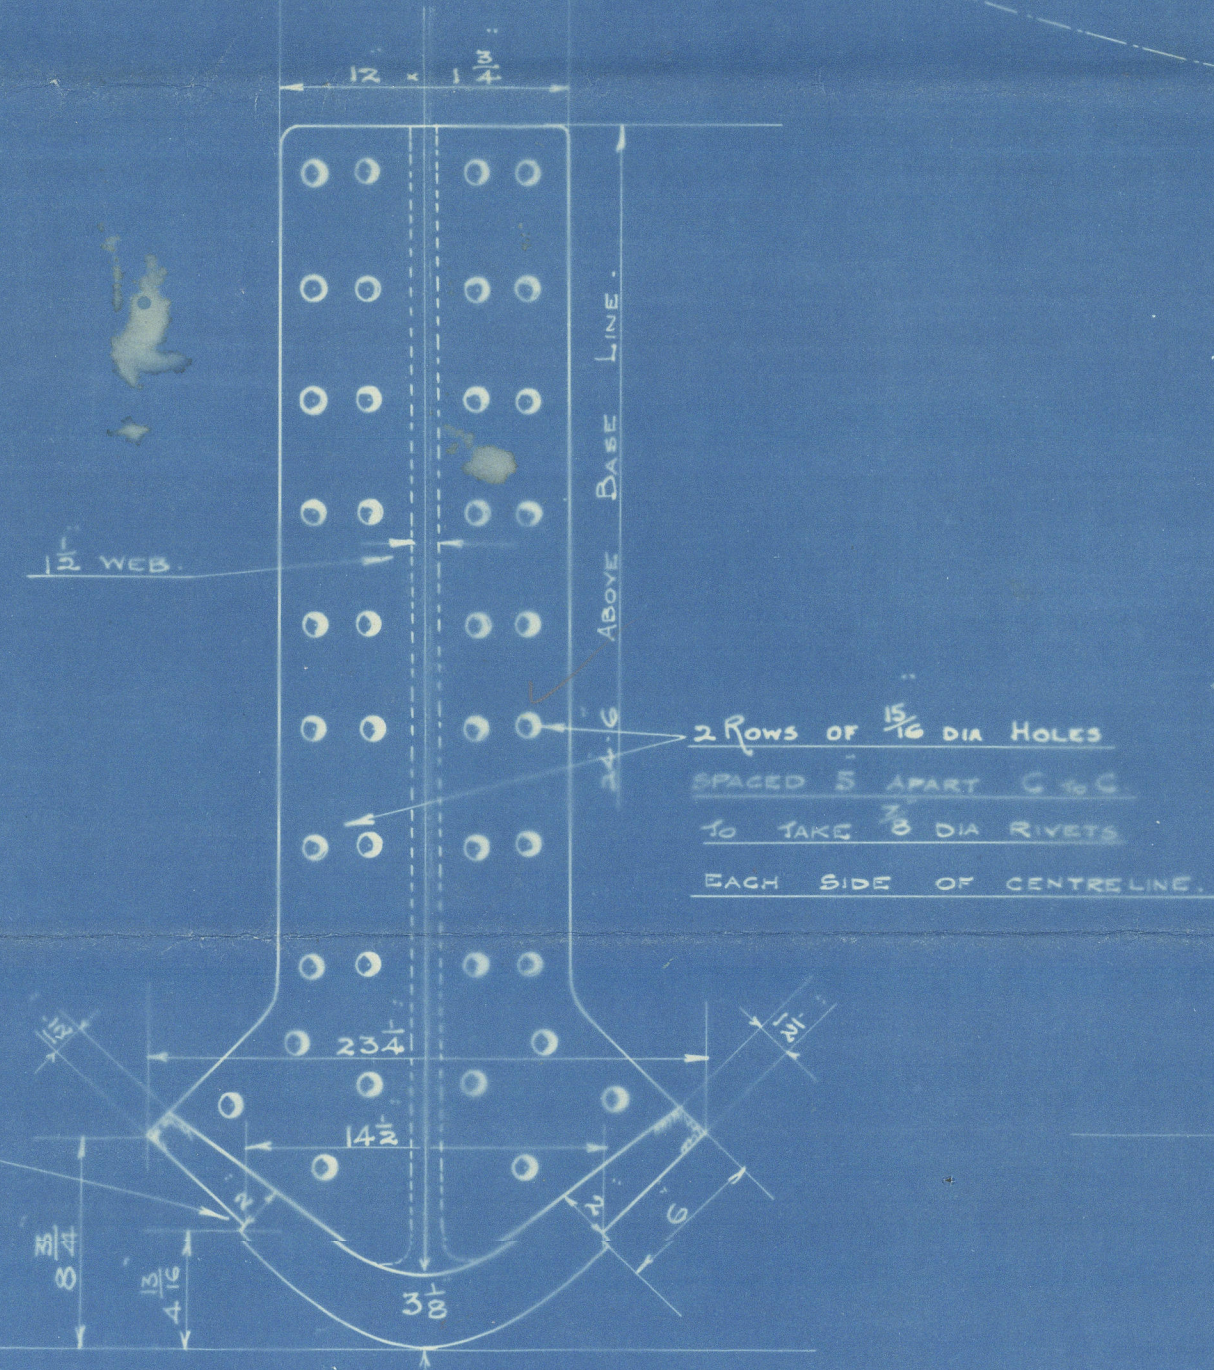 12" × 1 3/4"
1 1/2" WEB.
24'. 6" ABOVE BASE LINE.
2 ROWS OF 15/16" DIA HOLES
SPACED 5" APART C TO C
TO TAKE 7/8" DIA RIVETS
EACH SIDE OF CENTRELINE.
1 1/2"
23 1/4"
1 1/2"
14 1/2"
2"
2"
6"
8 3/4"
4 13/16"
3 1/8"